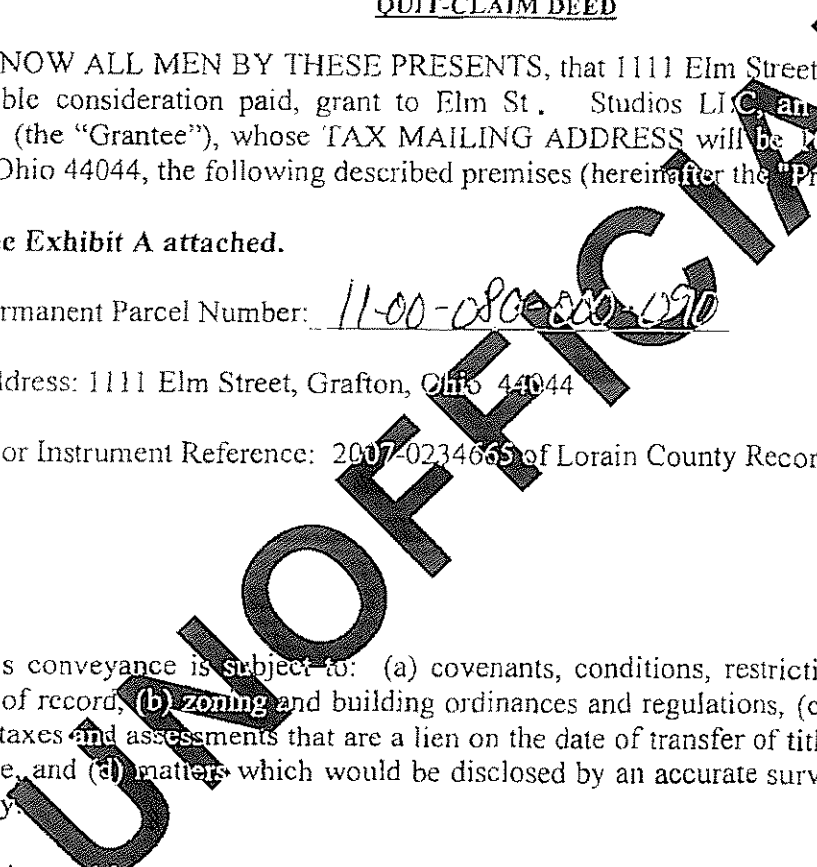 QUIT-CLAIM DEED
NOW ALL MEN BY THESE PRESENTS, that 1111 Elm Street
ble consideration paid, grant to Elm St. Studios LLC, an
(the "Grantee"), whose TAX MAILING ADDRESS will be
Ohio 44044, the following described premises (hereinafter the "Pr
e Exhibit A attached.
rmanent Parcel Number: 11-00-080-000-090
ddress: 1111 Elm Street, Grafton, Ohio 44044
or Instrument Reference: 2007-0234665 of Lorain County Recor
s conveyance is subject to: (a) covenants, conditions, restricti
of record, (b) zoning and building ordinances and regulations, (c
taxes and assessments that are a lien on the date of transfer of titl
e, and (d) matters which would be disclosed by an accurate surv
y.
UNOFFICIA